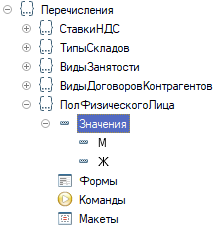 Перечисления
СтавкиНДС
ТипыСкладов
ВидыЗанятости
ВидыДоговоровКонтрагентов
ПолФизическогоЛица
Значения
М
Ж
Формы
Команды
Макеты